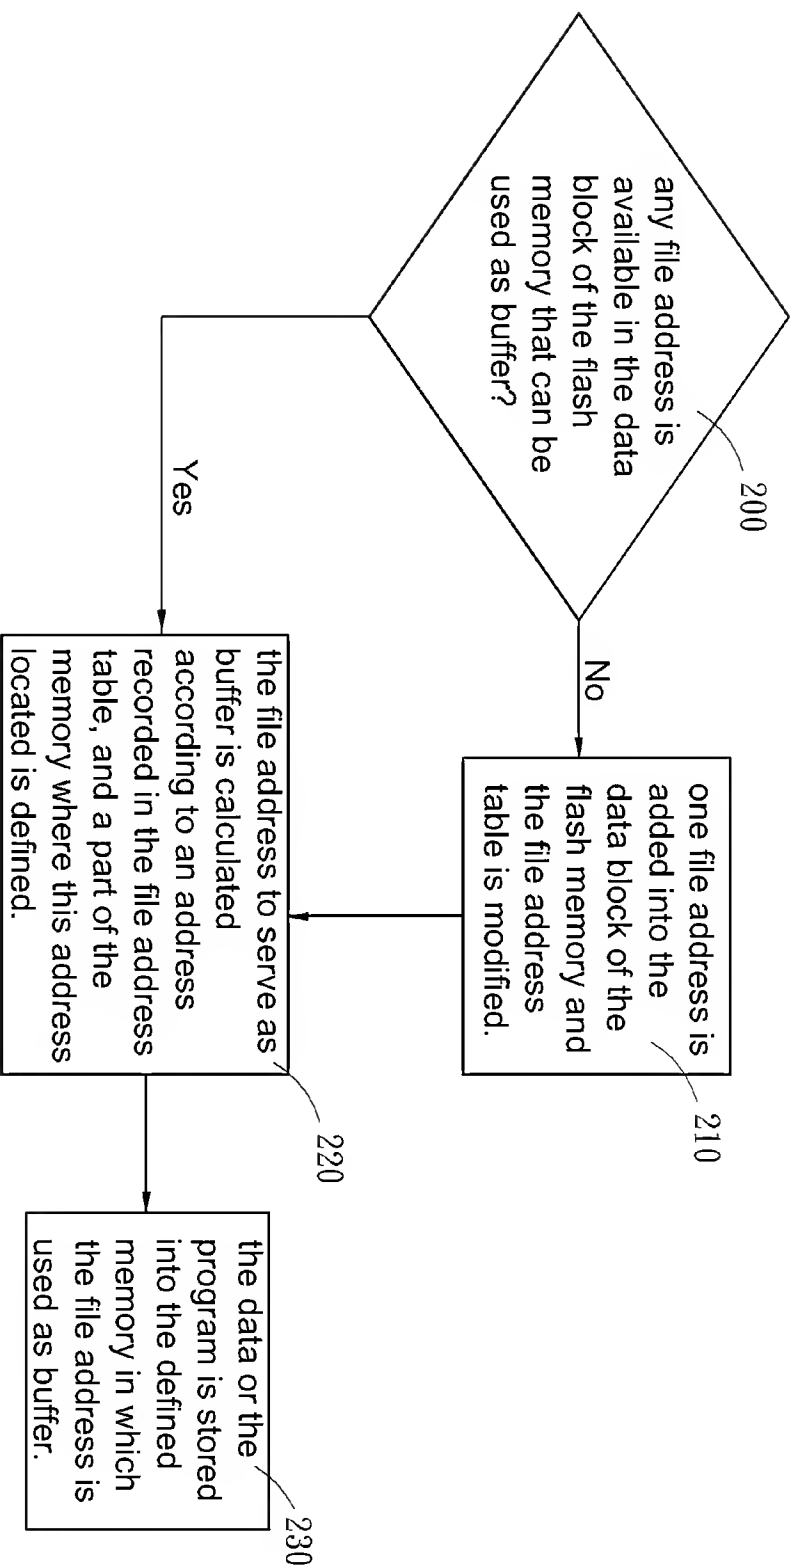 any file address is
available in the data
block of the flash
memory that can be
used as buffer?
200
No
Yes
one file address is
added into the
data block of the
flash memory and
the file address
table is modified.
210
the file address to serve as
buffer is calculated
according to an address
recorded in the file address
table, and a part of the
memory where this address
located is defined.
220
the data or the
program is stored
into the defined
memory in which
the file address is
used as buffer.
230